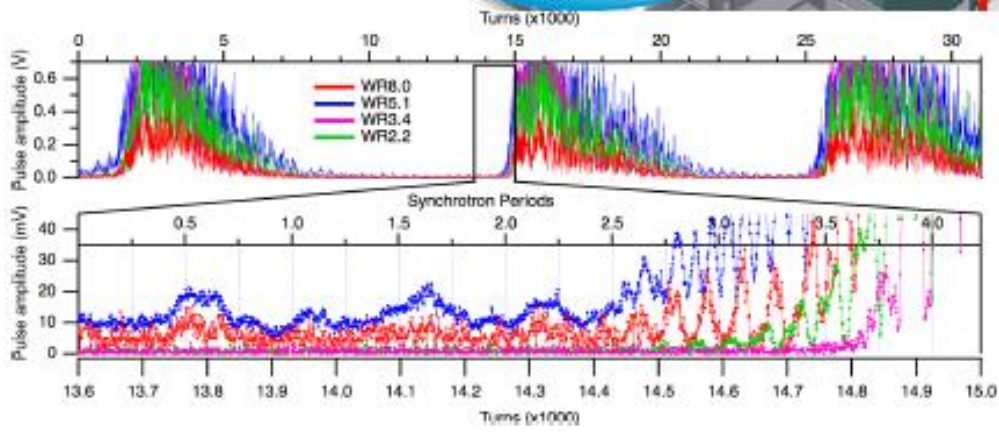 Turns (x1000)
0 5 10 15 20 25 30
Pulse amplitude (V)
0.6
0.4
0.2
0.0
WR8.0
WR5.1
WR3.4
WR2.2
Synchrotron Periods
0.5 1.0 1.5 2.0 2.5 3.0 3.5 4.0
Pulse amplitude (mV)
40
30
20
10
0
13.6 13.7 13.8 13.9 14.0 14.1 14.2 14.3 14.4 14.5 14.6 14.7 14.8 14.9 15.0
Turns (x1000)